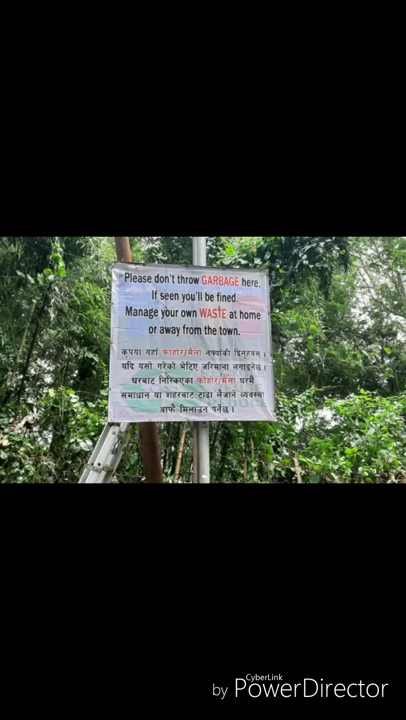 Please don't throw GARBAGE here.
If seen you'll be fined.
Manage your own WASTE at home
or away from the town.
कृपया यहाँ फोहोर/मैला नफ्याँकी दिनुहवस् ।
यदि यसो गरेको भेटिए जरिमाना लगाइनेछ ।
घरबाट निस्किएका फोहोर/मैला घरमै
समाधान या शहरबाट टाढा लैजाने व्यवस्था
आफै मिलाउन पर्नेछ ।
by CyberLink
PowerDirector